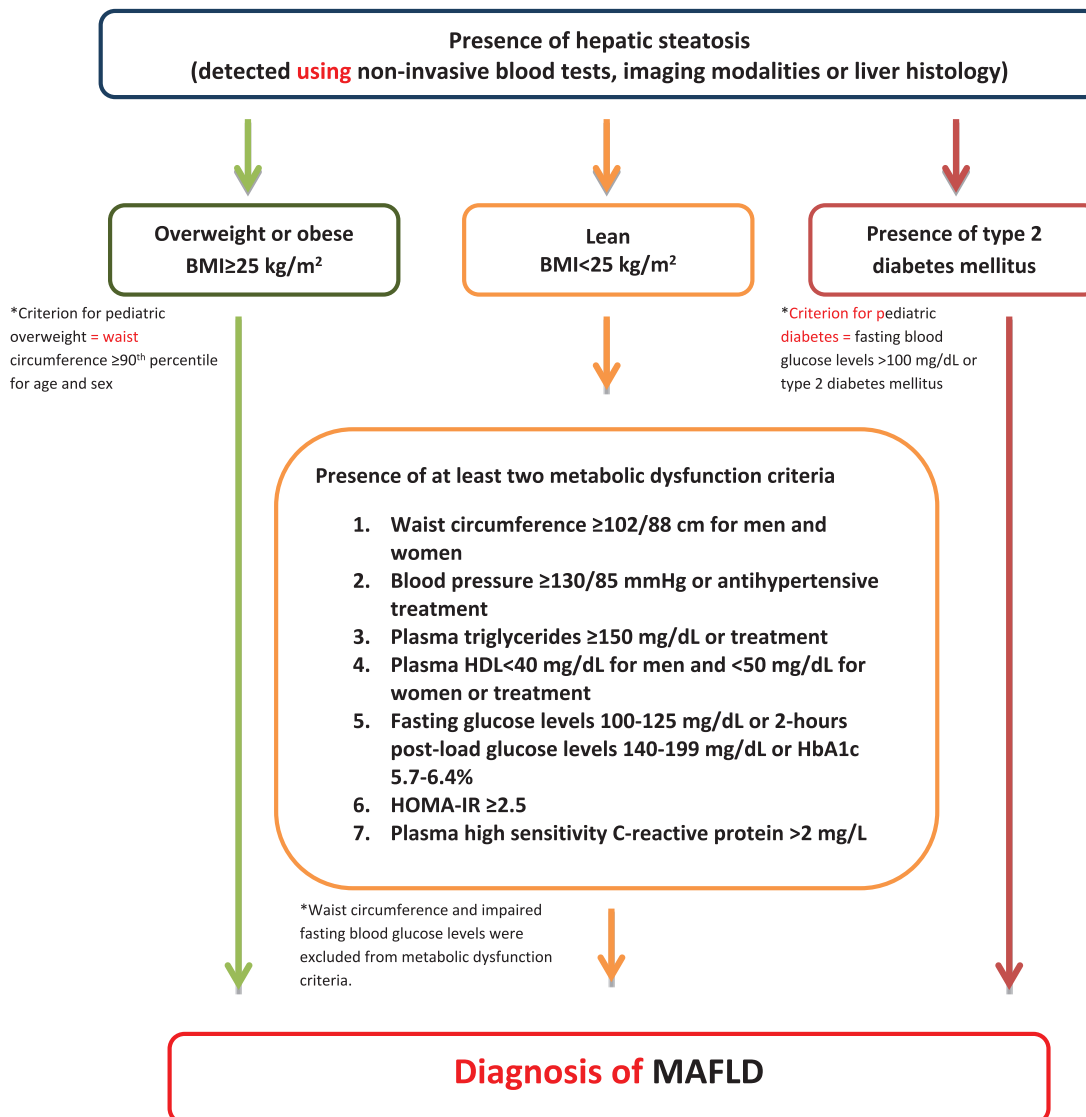 Presence of hepatic steatosis
(detected using non-invasive blood tests, imaging modalities or liver histology)
Overweight or obese
BMI≥25 kg/m²
Lean
BMI<25 kg/m²
Presence of type 2
diabetes mellitus
*Criterion for pediatric
overweight = waist
circumference ≥90th percentile
for age and sex
*Criterion for pediatric
diabetes = fasting blood
glucose levels >100 mg/dL or
type 2 diabetes mellitus
Presence of at least two metabolic dysfunction criteria
1. Waist circumference ≥102/88 cm for men and
women
2. Blood pressure ≥130/85 mmHg or antihypertensive
treatment
3. Plasma triglycerides ≥150 mg/dL or treatment
4. Plasma HDL<40 mg/dL for men and <50 mg/dL for
women or treatment
5. Fasting glucose levels 100-125 mg/dL or 2-hours
post-load glucose levels 140-199 mg/dL or HbA1c
5.7-6.4%
6. HOMA-IR ≥2.5
7. Plasma high sensitivity C-reactive protein >2 mg/L
*Waist circumference and impaired
fasting blood glucose levels were
excluded from metabolic dysfunction
criteria.
Diagnosis of MAFLD